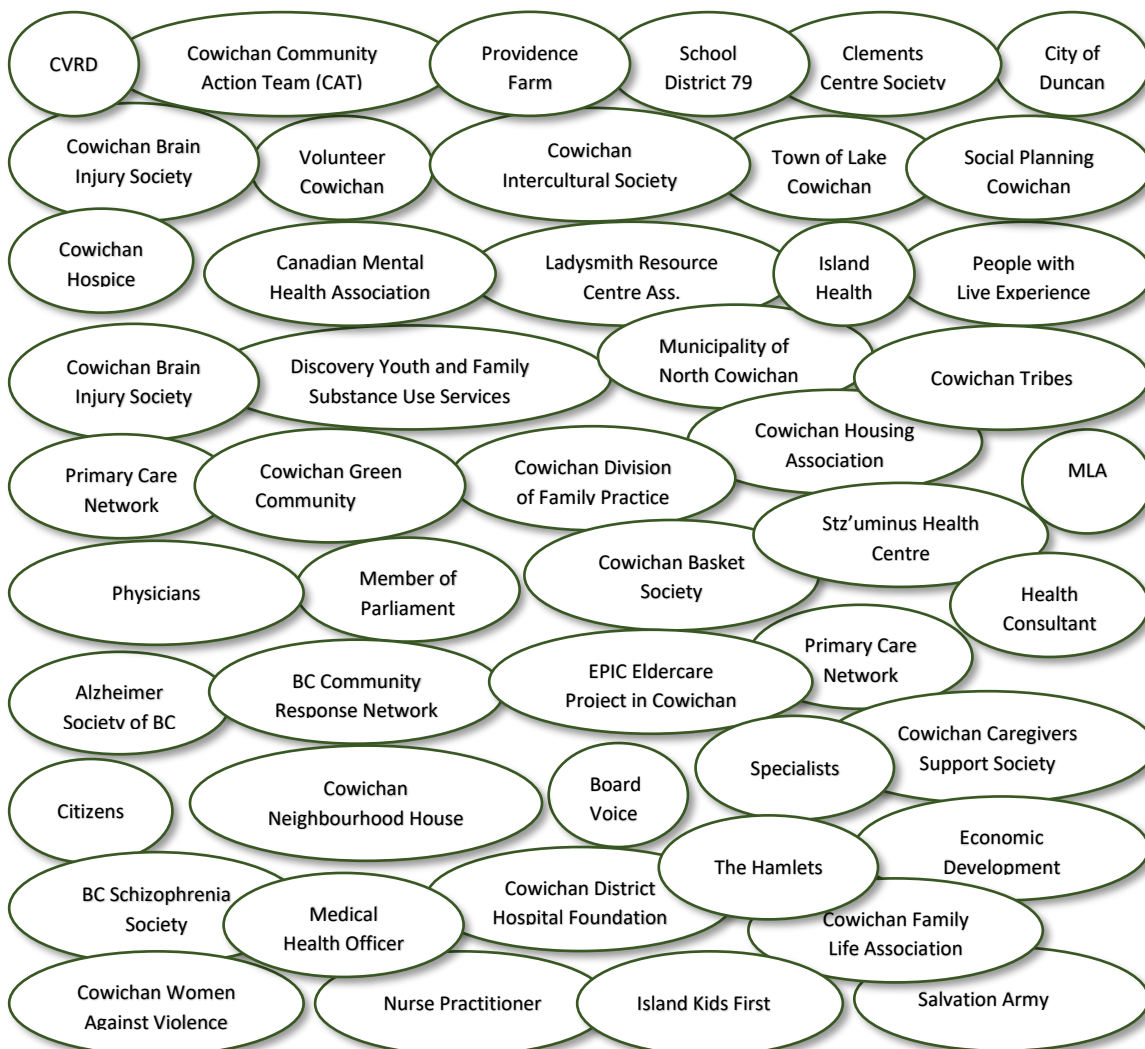 CVRD
Cowichan Community
Action Team (CAT)
Providence
Farm
School
District 79
Clements
Centre Society
City of
Duncan
Cowichan Brain
Injury Society
Volunteer
Cowichan
Cowichan
Intercultural Society
Town of Lake
Cowichan
Social Planning
Cowichan
Cowichan
Hospice
Canadian Mental
Health Association
Ladysmith Resource
Centre Ass.
Island
Health
People with
Live Experience
Cowichan Brain
Injury Society
Discovery Youth and Family
Substance Use Services
Municipality of
North Cowichan
Cowichan Tribes
Primary Care
Network
Cowichan Green
Community
Cowichan Division
of Family Practice
Cowichan Housing
Association
MLA
Physicians
Member of
Parliament
Cowichan Basket
Society
Stz’uminus Health
Centre
Health
Consultant
Alzheimer
Society of BC
BC Community
Response Network
EPIC Eldercare
Project in Cowichan
Primary Care
Network
Cowichan Caregivers
Support Society
Citizens
Cowichan
Neighbourhood House
Board
Voice
Specialists
Economic
Development
BC Schizophrenia
Society
Medical
Health Officer
Cowichan District
Hospital Foundation
The Hamlets
Cowichan Family
Life Association
Cowichan Women
Against Violence
Nurse Practitioner
Island Kids First
Salvation Army